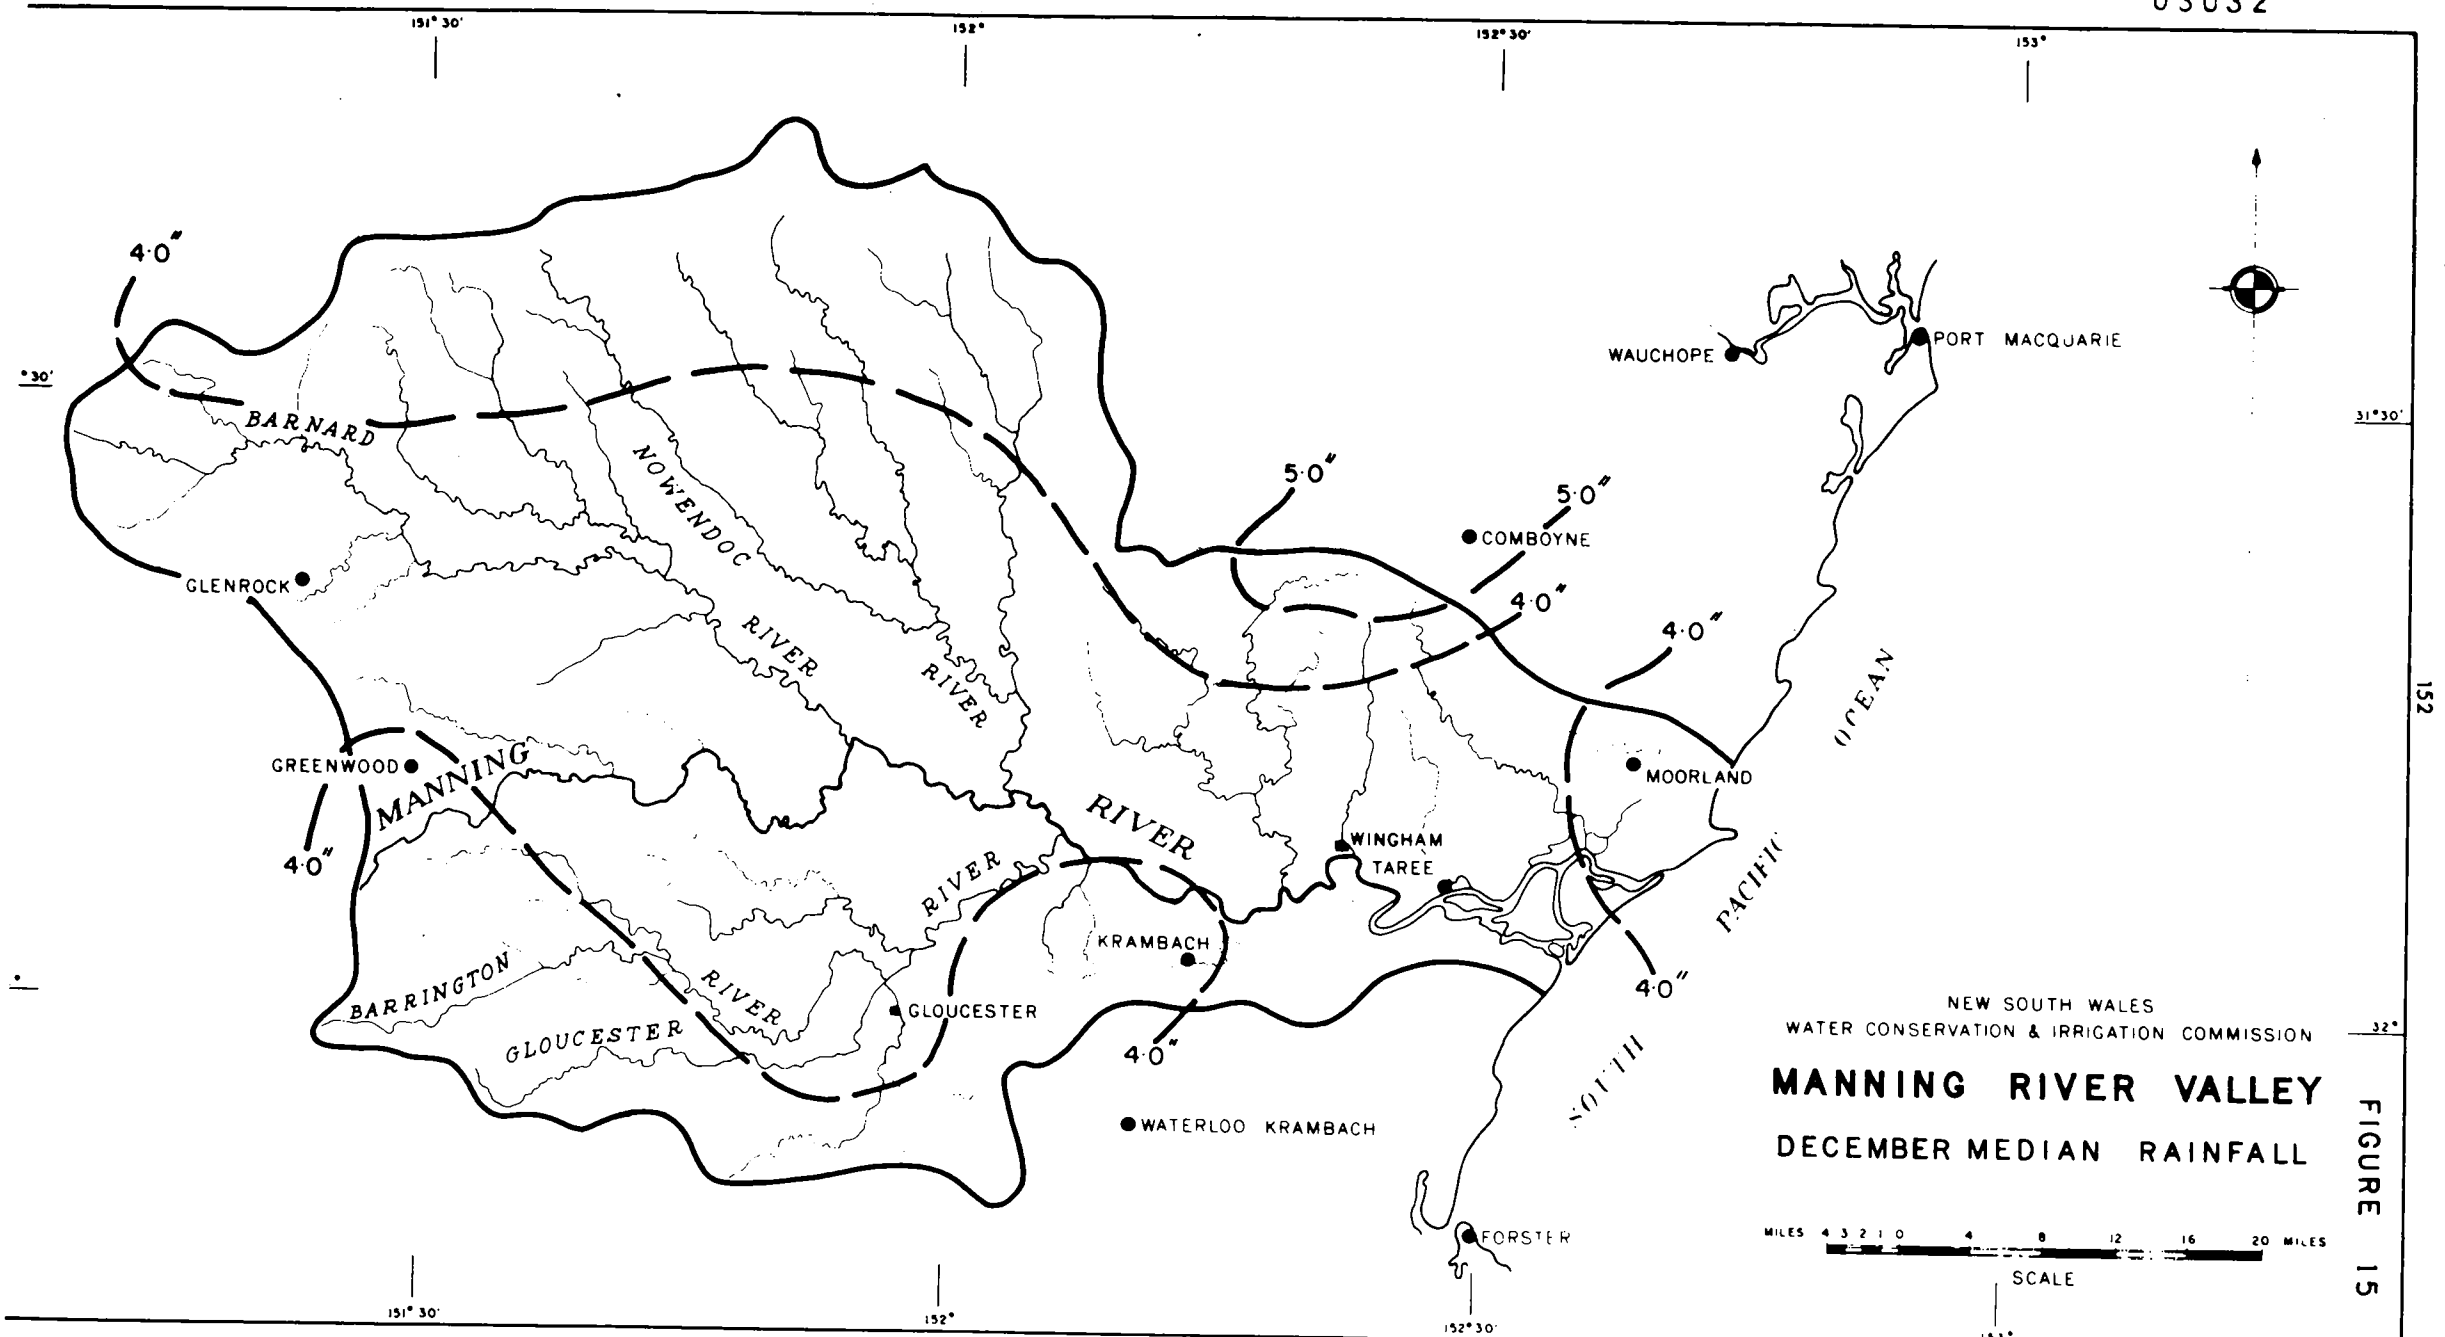 03032
151° 30'
152°
152° 30'
153°
4·0"
°30'
31°30'
BARNARD
NOWENDOC
RIVER
RIVER
GLENROCK
WAUCHOPE
PORT MACQUARIE
5·0"
5·0"
COMBOYNE
4·0"
4·0"
OCEAN
PACIFIC
SOUTH
152
GREENWOOD
MANNING
RIVER
4·0"
MOORLAND
WINGHAM
TAREE
RIVER
KRAMBACH
BARRINGTON
RIVER
GLOUCESTER
GLOUCESTER
4·0"
4·0"
WATERLOO KRAMBACH
FORSTER
NEW SOUTH WALES
WATER CONSERVATION & IRRIGATION COMMISSION
32°
MANNING RIVER VALLEY
DECEMBER MEDIAN RAINFALL
FIGURE 15
MILES 4 3 2 1 0 4 8 12 16 20 MILES
SCALE
151° 30'
152°
152° 30'
153°